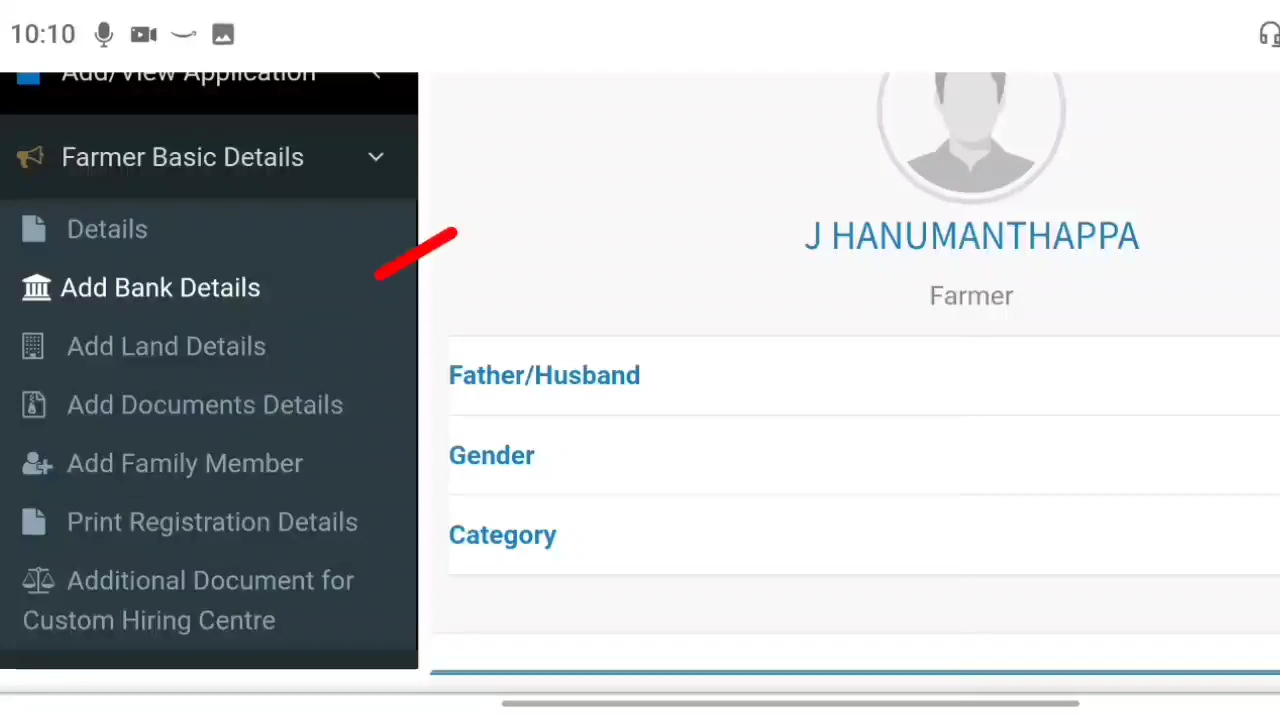 10:10
Add/View Application
Farmer Basic Details
Details
Add Bank Details
Add Land Details
Add Documents Details
Add Family Member
Print Registration Details
Additional Document for
Custom Hiring Centre
J HANUMANTHAPPA
Farmer
Father/Husband
Gender
Category